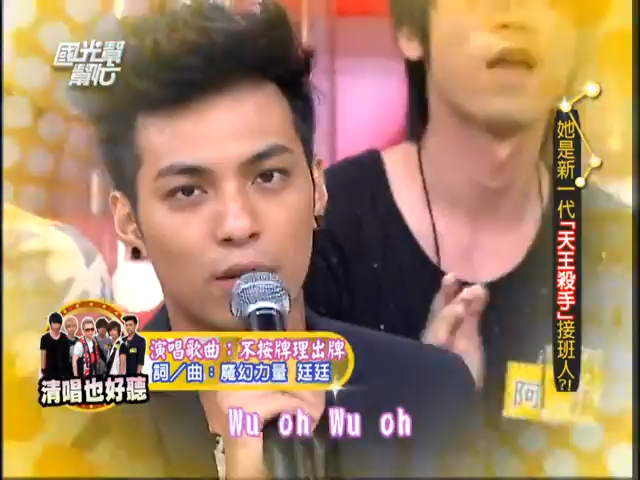 國光幫
幫忙
她是新一代「天王殺手」接班人?!
演唱歌曲：不按牌理出牌
詞／曲：魔幻力量 廷廷
清唱也好聽
阿
Wu oh Wu oh